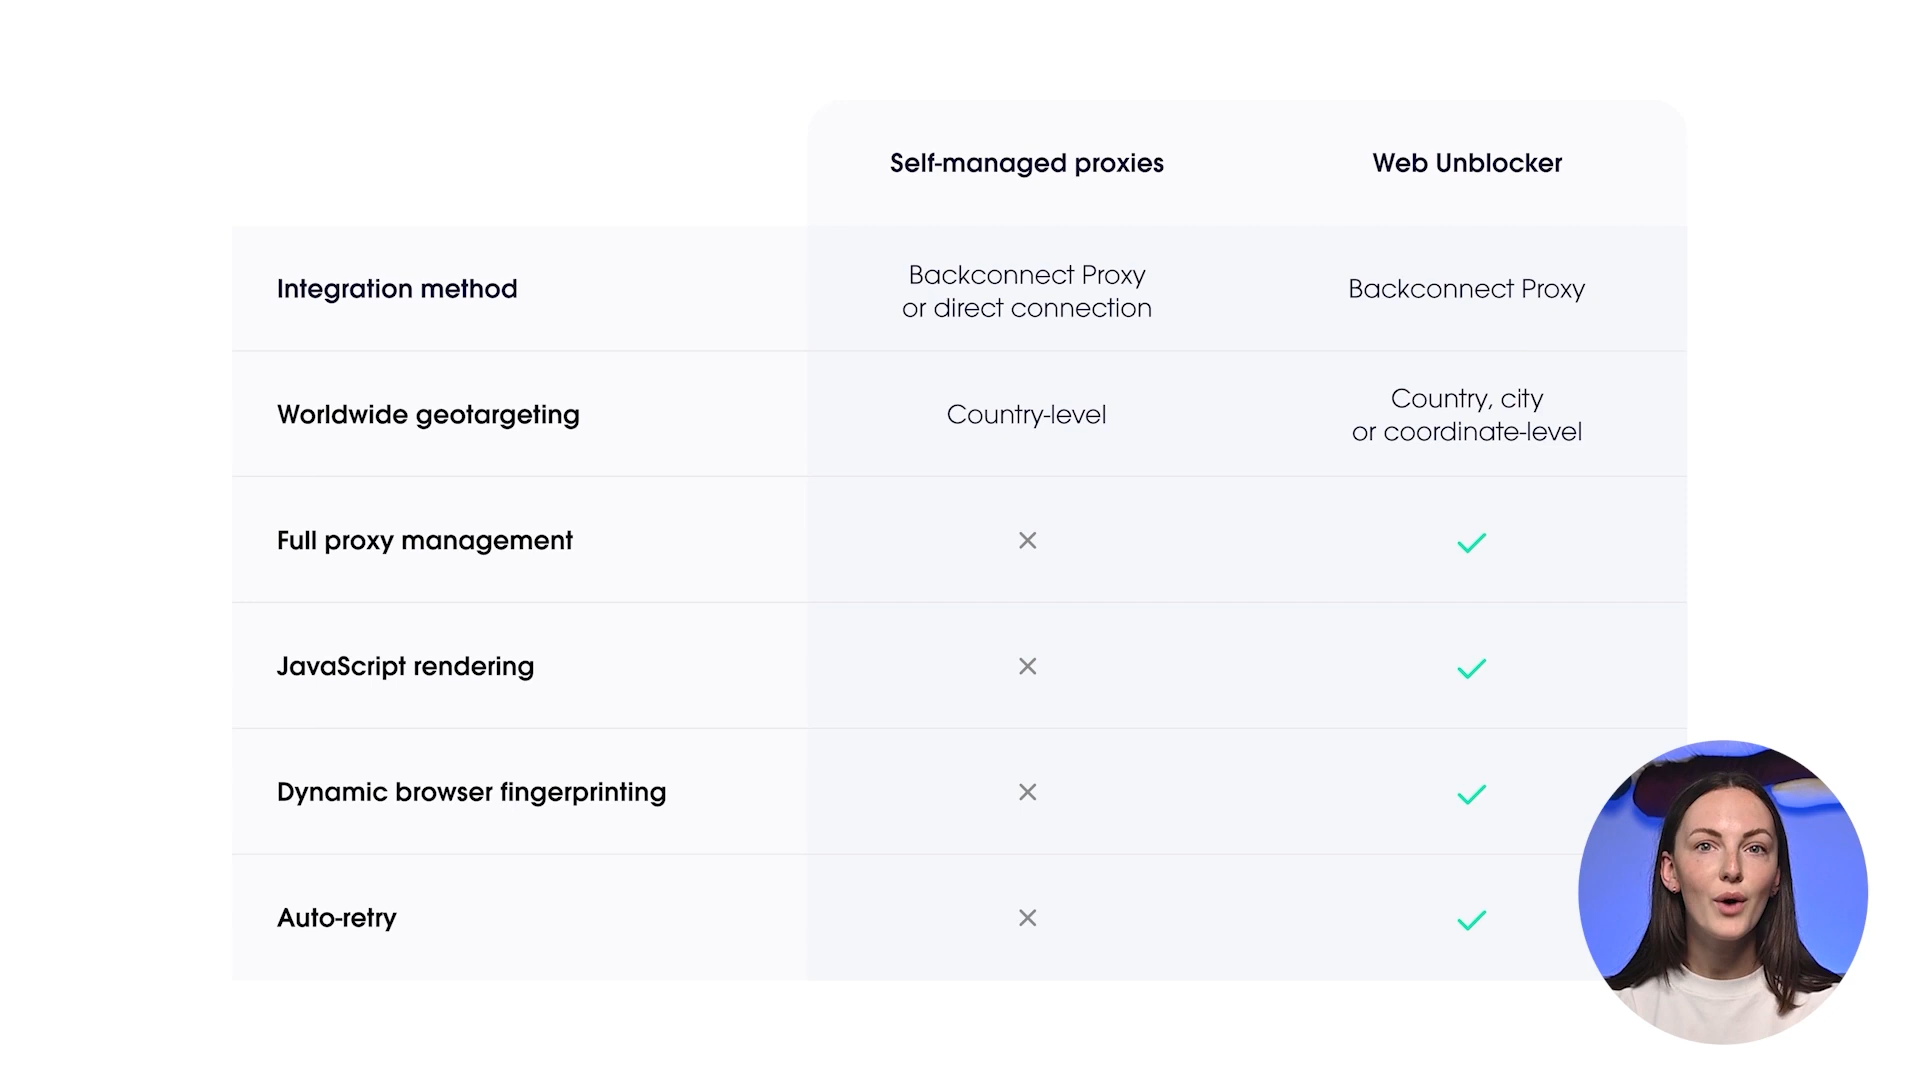 Self-managed proxies
Web Unblocker
Integration method
Backconnect Proxy
or direct connection
Backconnect Proxy
Worldwide geotargeting
Country-level
Country, city
or coordinate-level
Full proxy management
JavaScript rendering
Dynamic browser fingerprinting
Auto-retry